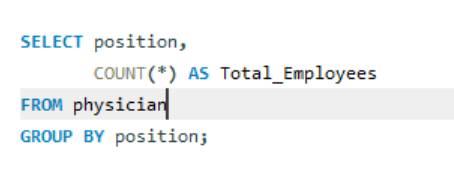 SELECT position,
COUNT(*) AS Total_Employees
FROM physician
GROUP BY position;